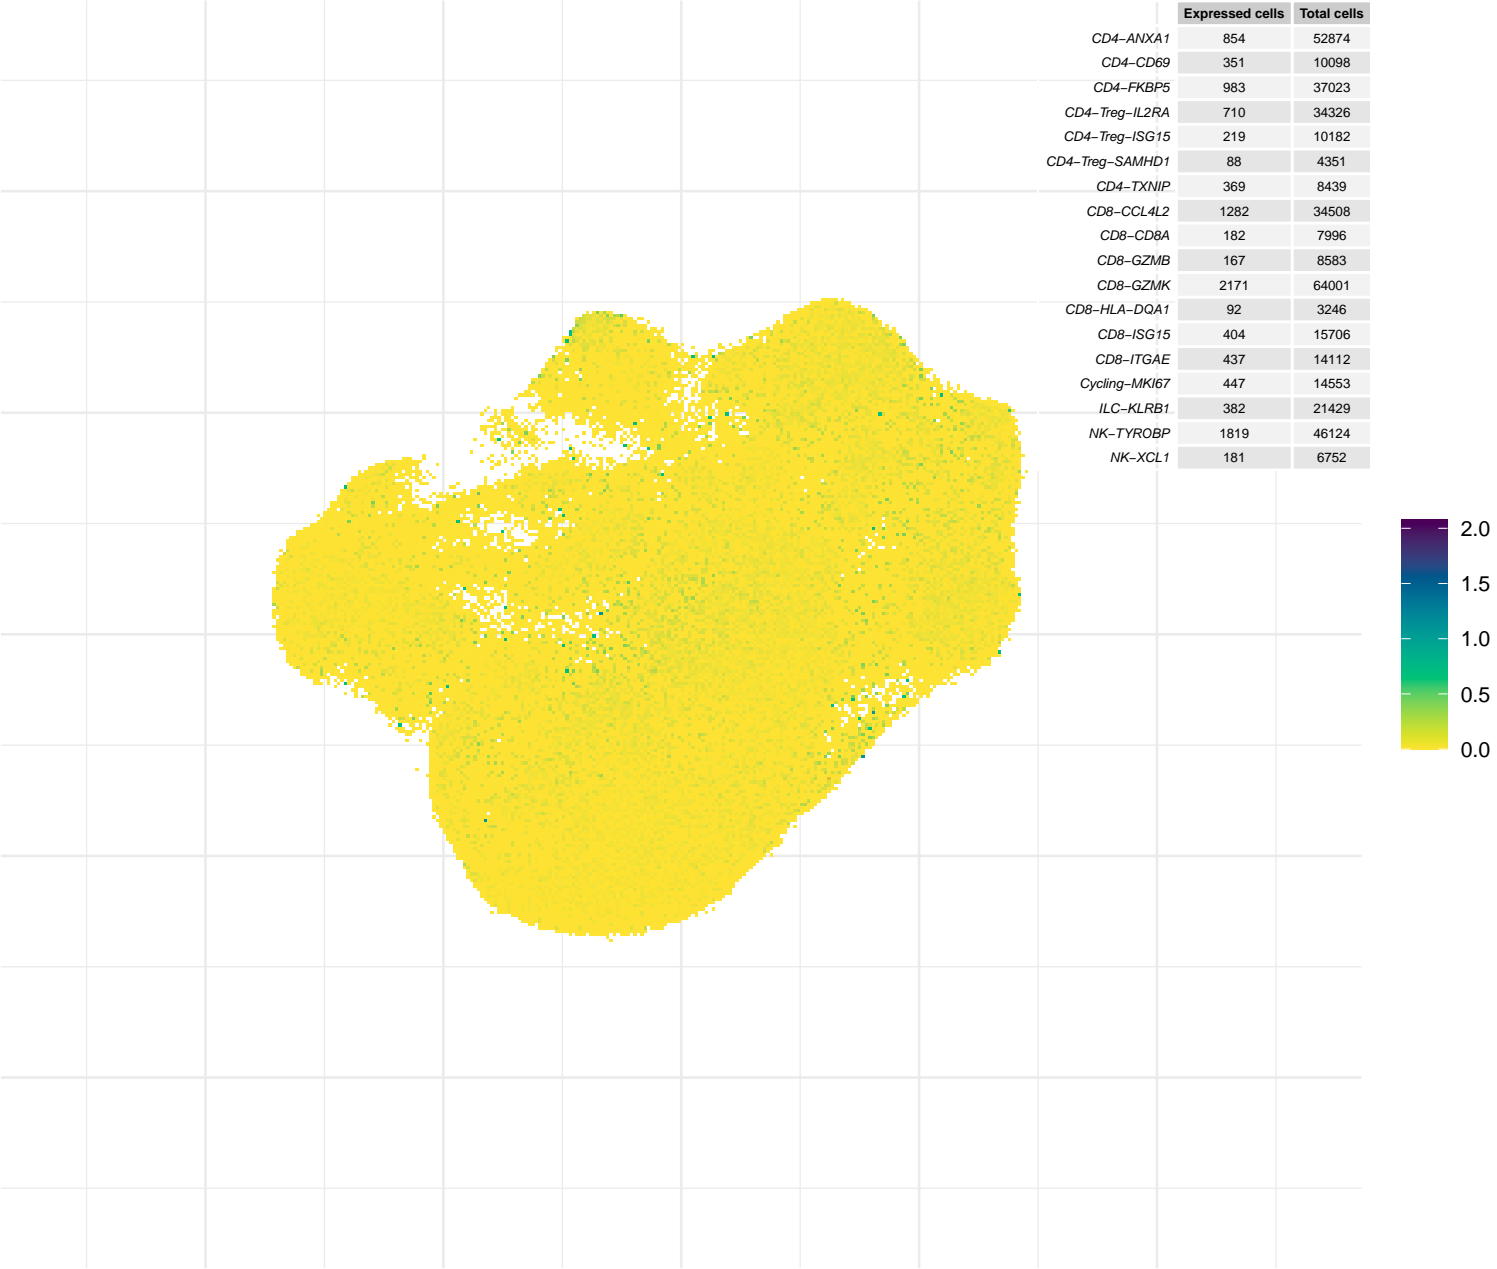 Expressed cells Total cells
CD4−ANXA1 854 52874
CD4−CD69 351 10098
CD4−FKBP5 983 37023
CD4−Treg−IL2RA 710 34326
CD4−Treg−ISG15 219 10182
CD4−Treg−SAMHD1 88 4351
CD4−TXNIP 369 8439
CD8−CCL4L2 1282 34508
CD8−CD8A 182 7996
CD8−GZMB 167 8583
CD8−GZMK 2171 64001
CD8−HLA−DQA1 92 3246
CD8−ISG15 404 15706
CD8−ITGAE 437 14112
Cycling−MKI67 447 14553
ILC−KLRB1 382 21429
NK−TYROBP 1819 46124
NK−XCL1 181 6752
2.0
1.5
1.0
0.5
0.0